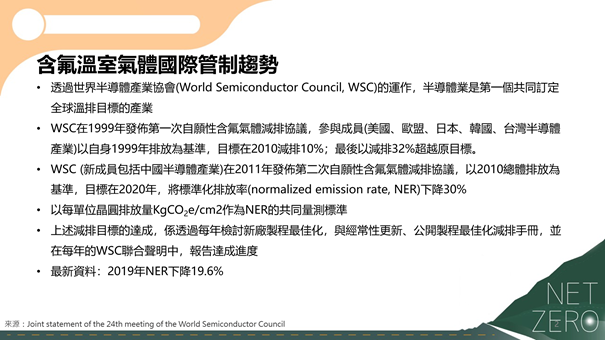 含氟溫室氣體國際管制趨勢
• 透過世界半導體產業協會(World Semiconductor Council, WSC)的運作，半導體業是第一個共同訂定
全球溫排目標的產業
• WSC在1999年發佈第一次自願性含氟氣體減排協議，參與成員(美國、歐盟、日本、韓國、台灣半導體
產業)以自身1999年排放為基準，目標在2010減排10%；最後以減排32%超越原目標。
• WSC (新成員包括中國半導體產業)在2011年發佈第二次自願性含氟氣體減排協議，以2010總體排放為
基準，目標在2020年，將標準化排放率(normalized emission rate, NER)下降30%
• 以每單位晶圓排放量KgCO₂e/cm2作為NER的共同量測標準
• 上述減排目標的達成，係透過每年檢討新廠製程最佳化，與經常性更新、公開製程最佳化減排手冊，並
在每年的WSC聯合聲明中，報告達成進度
• 最新資料：2019年NER下降19.6%
NET
ZERO
2
來源：Joint statement of the 24th meeting of the World Semiconductor Council